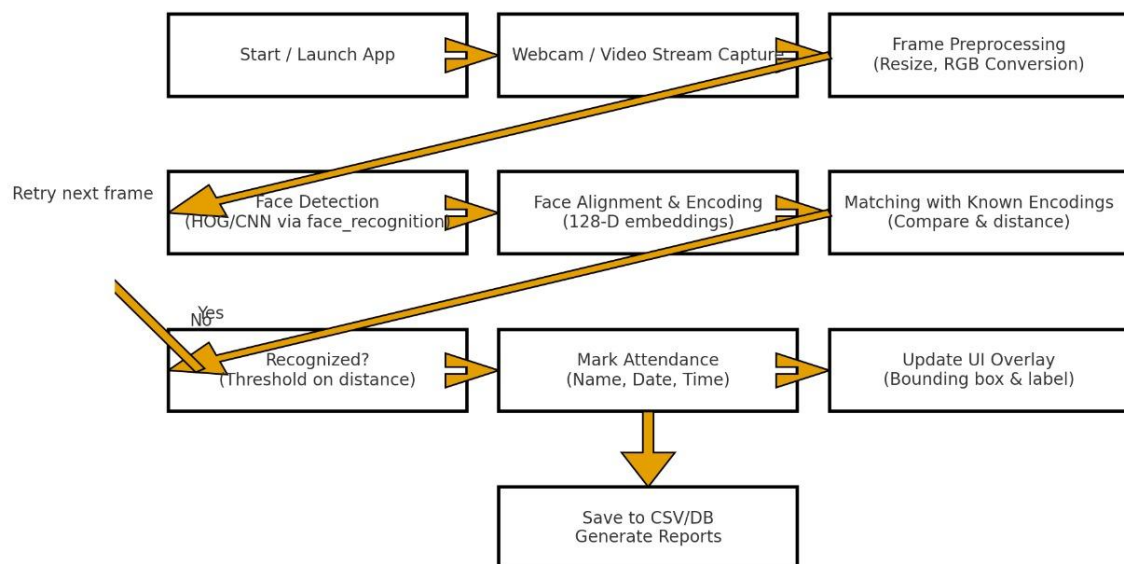 Start / Launch App
Webcam / Video Stream Capture
Frame Preprocessing
(Resize, RGB Conversion)
Retry next frame
Face Detection
(HOG/CNN via face_recognition)
Face Alignment & Encoding
(128-D embeddings)
Matching with Known Encodings
(Compare & distance)
Yes
No
Recognized?
(Threshold on distance)
Mark Attendance
(Name, Date, Time)
Update UI Overlay
(Bounding box & label)
Save to CSV/DB
Generate Reports